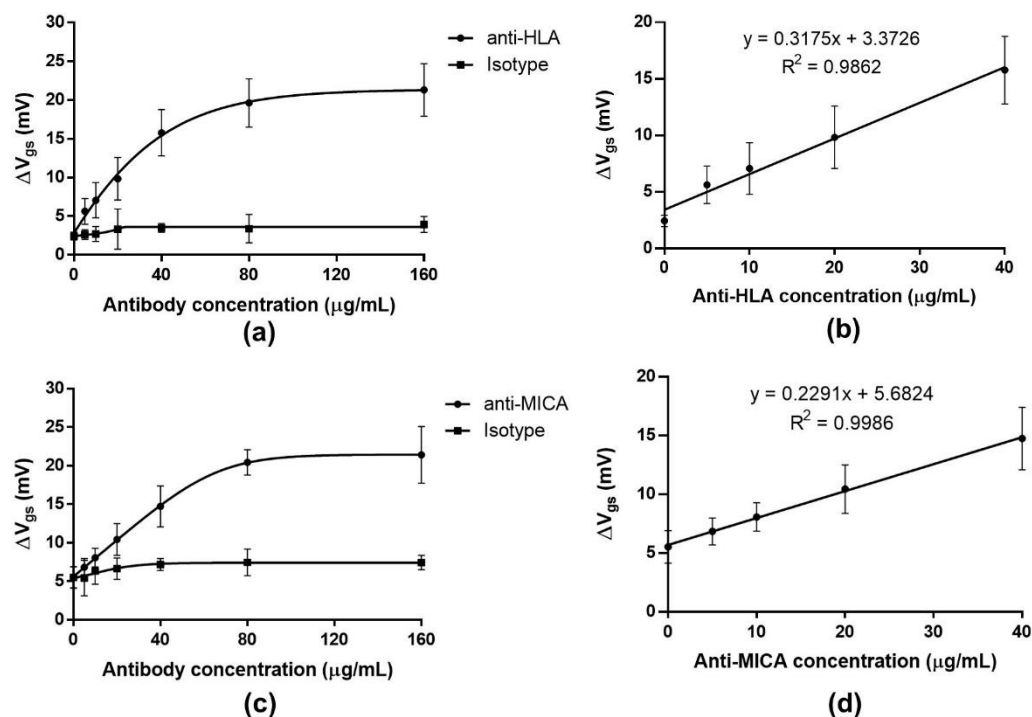 30
25
20
15
10
5
0
ΔVgs (mV)
0 40 80 120 160
Antibody concentration (μg/mL)
anti-HLA
Isotype
(a)
20
15
10
5
0
ΔVgs (mV)
y = 0.3175x + 3.3726
R² = 0.9862
0 10 20 30 40
Anti-HLA concentration (μg/mL)
(b)
30
25
20
15
10
5
0
ΔVgs (mV)
0 40 80 120 160
Antibody concentration (μg/mL)
anti-MICA
Isotype
(c)
20
15
10
5
0
ΔVgs (mV)
y = 0.2291x + 5.6824
R² = 0.9986
0 10 20 30 40
Anti-MICA concentration (μg/mL)
(d)